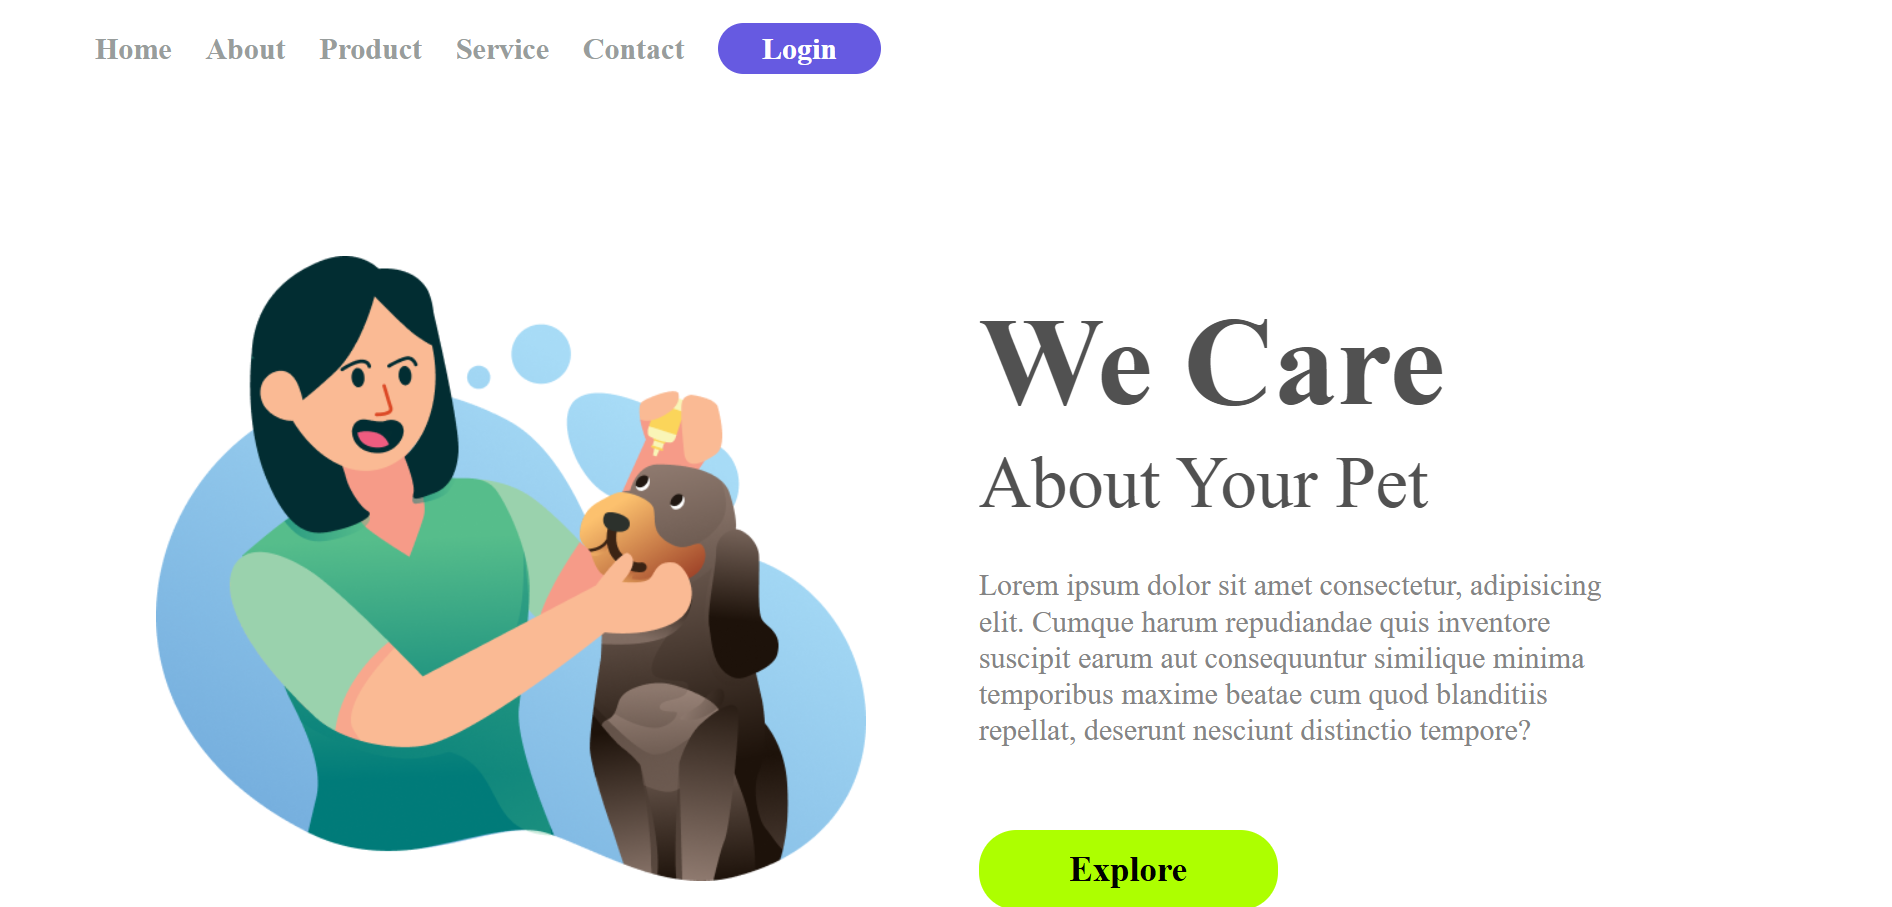 Home About Product Service Contact Login
We Care
About Your Pet
Lorem ipsum dolor sit amet consectetur, adipisicing
elit. Cumque harum repudiandae quis inventore
suscipit earum aut consequuntur similique minima
temporibus maxime beatae cum quod blanditiis
repellat, deserunt nesciunt distinctio tempore?
Explore